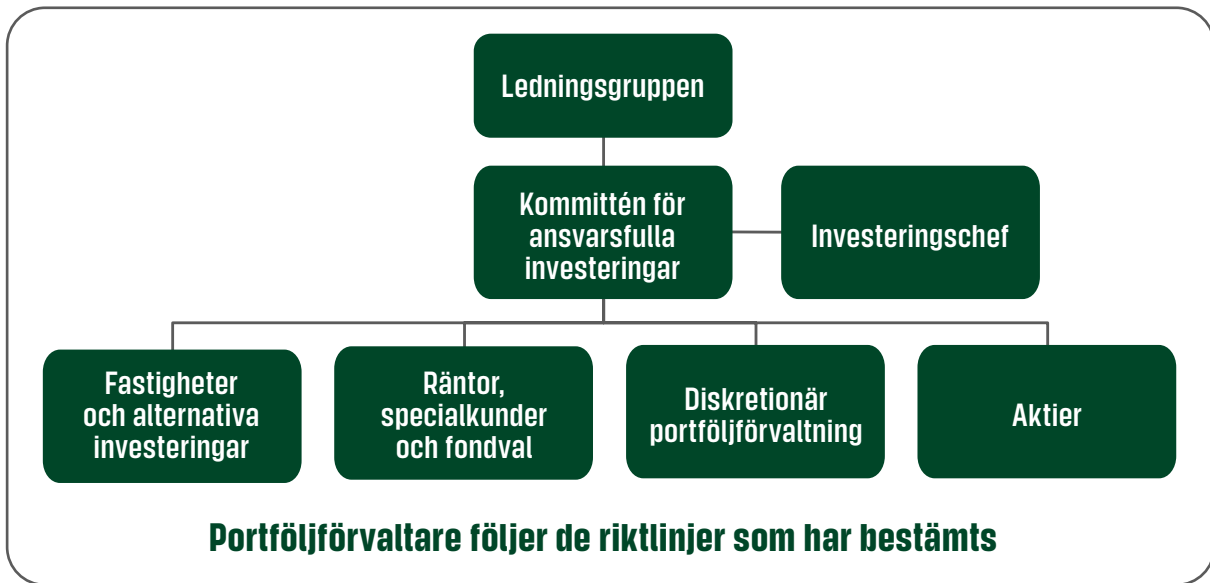 Ledningsgruppen
Kommittén för
ansvarsfulla
investeringar
Investeringschef
Fastigheter
och alternativa
investeringar
Räntor,
specialkunder
och fondval
Diskretionär
portföljförvaltning
Aktier
Portföljförvaltare följer de riktlinjer som har bestämts